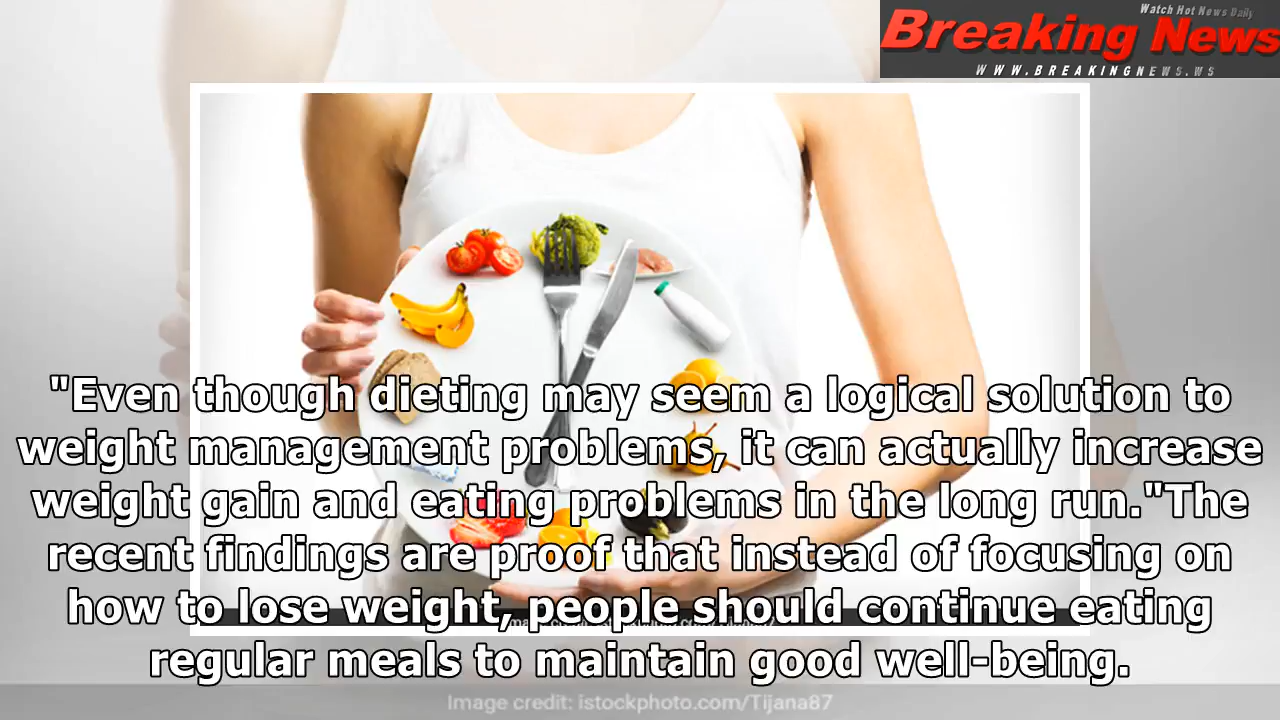 Watch Hot News Daily
Breaking News
WWW.BREAKINGNEWS.WS
"Even though dieting may seem a logical solution to
weight management problems, it can actually increase
weight gain and eating problems in the long run."The
recent findings are proof that instead of focusing on
how to lose weight, people should continue eating
regular meals to maintain good well-being.
Image credit: istockphoto.com/Tijana87